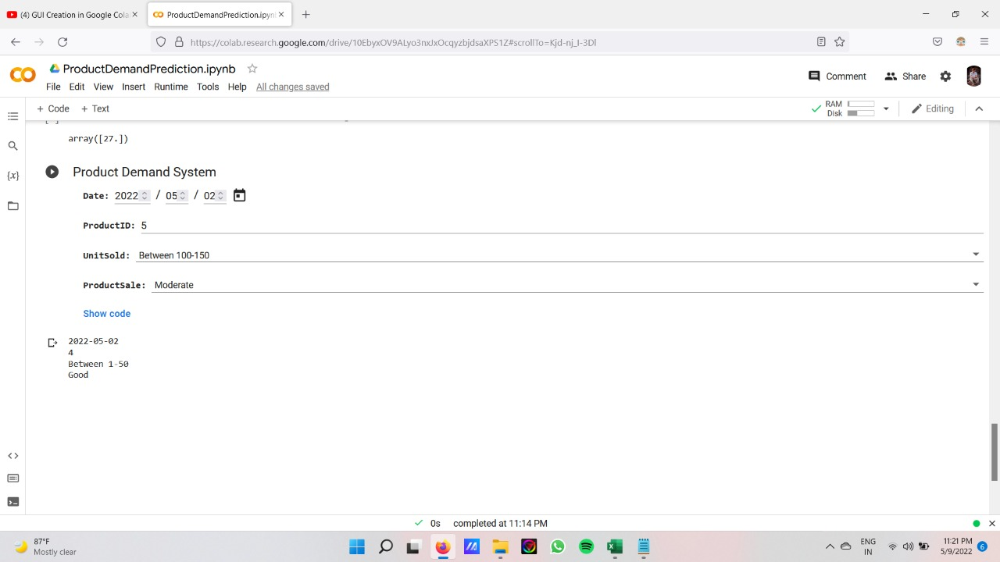 (4) GUI Creation in Google Cola
ProductDemandPrediction.ipyn
https://colab.research.google.com/drive/10EbyxOV9ALyo3nxJxOcqyzbjdsaXPS1Z#scrollTo=Kjd-nj_I-3Dl
ProductDemandPrediction.ipynb
File Edit View Insert Runtime Tools Help All changes saved
Comment Share
+ Code + Text
RAM
Disk
Editing
array([27.])
Product Demand System
Date: 2022 / 05 / 02
ProductID: 5
UnitSold: Between 100-150
ProductSale: Moderate
Show code
2022-05-02
4
Between 1-50
Good
{x}
0s completed at 11:14 PM
87°F
Mostly clear
ENG
IN
11:21 PM
5/9/2022
6